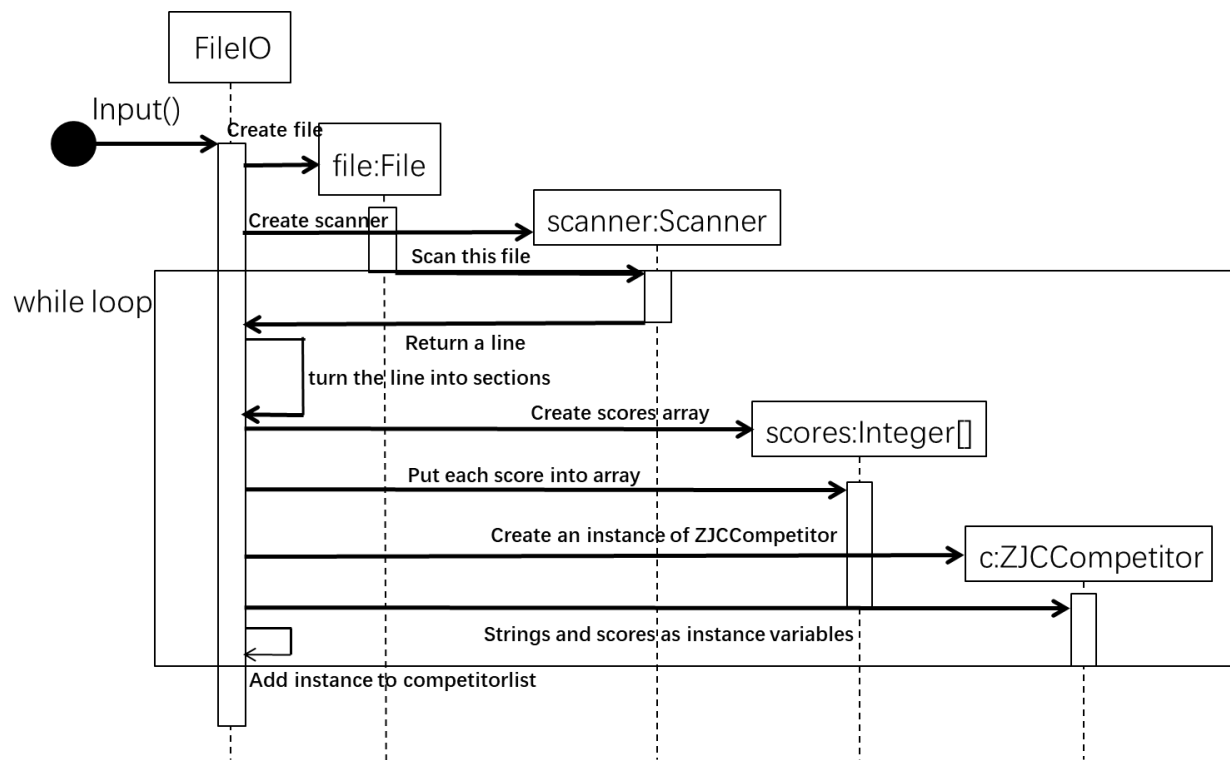 FileIO
Input()
Create file
file:File
Create scanner
scanner:Scanner
Scan this file
while loop
Return a line
turn the line into sections
Create scores array
scores:Integer[]
Put each score into array
Create an instance of ZJCCompetitor
c:ZJCCompetitor
Strings and scores as instance variables
Add instance to competitorlist